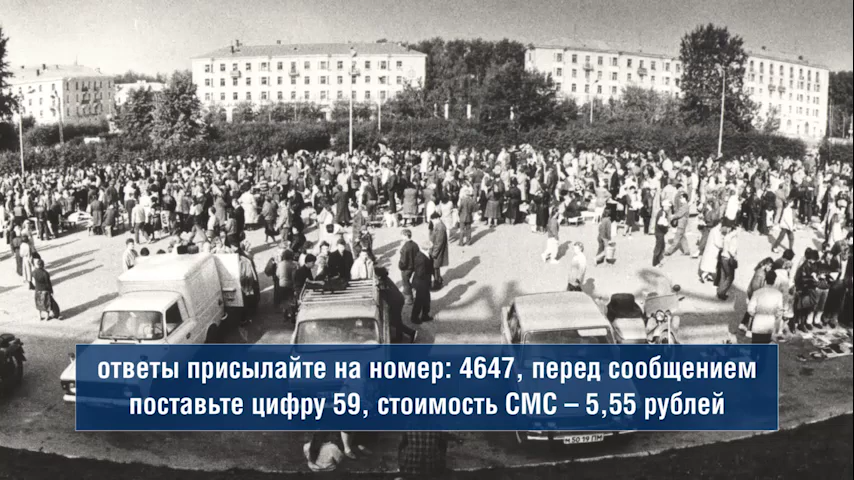 ответы присылайте на номер: 4647, перед сообщением
поставьте цифру 59, стоимость СМС – 5,55 рублей